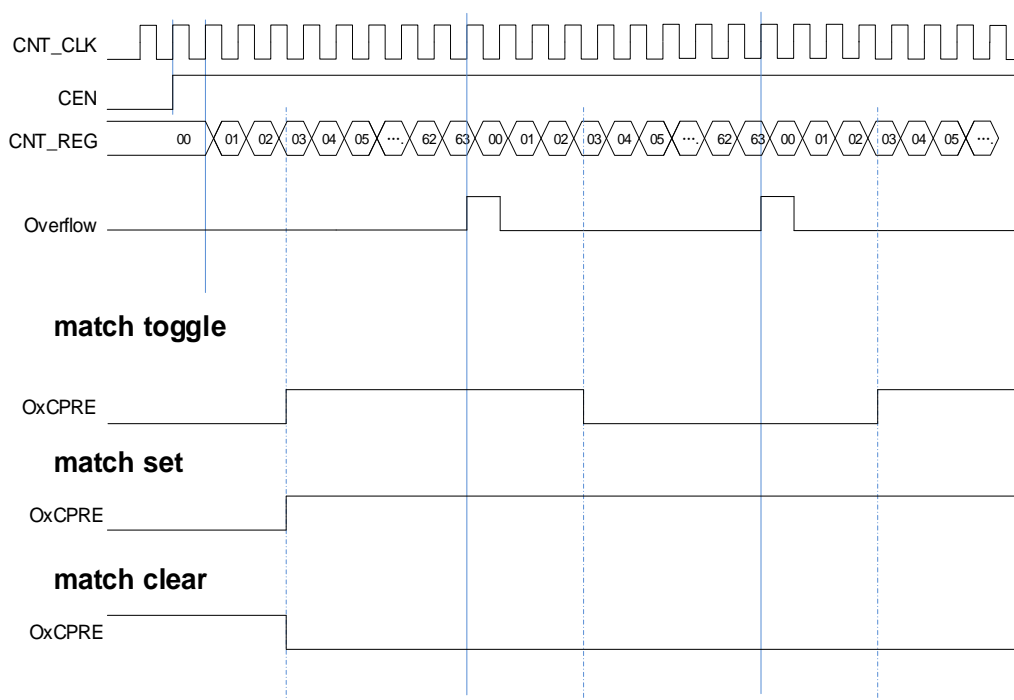 CNT_CLK
CEN
CNT_REG 00 01 02 03 04 05 .... 62 63 00 01 02 03 04 05 .... 62 63 00 01 02 03 04 05 ....
Overflow
match toggle
OxCPRE
match set
OxCPRE
match clear
OxCPRE